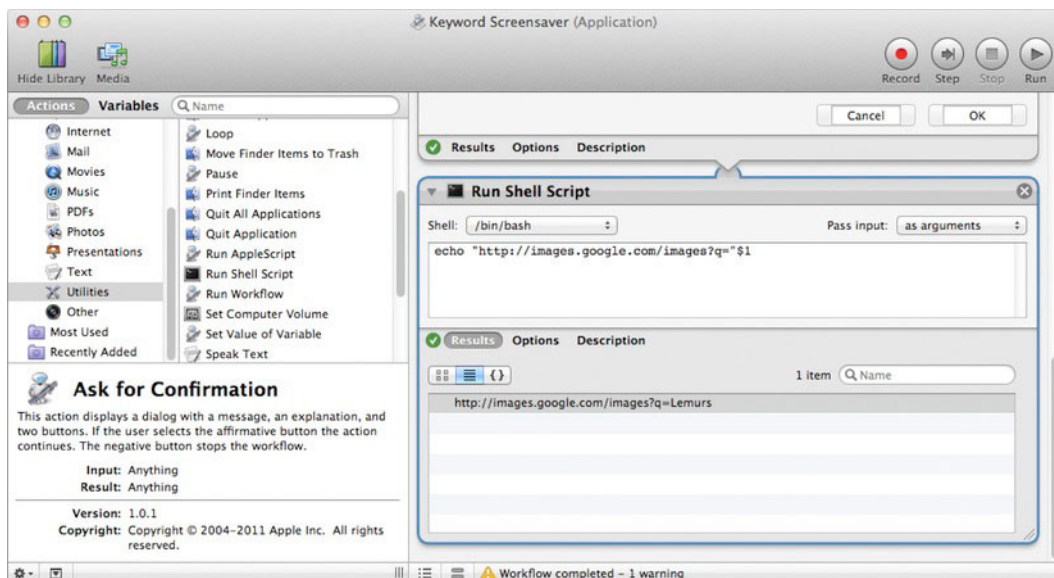 Keyword Screensaver (Application)
Hide Library
Media
Record
Step
Stop
Run
Actions
Variables
Name
Internet
Mail
Movies
Music
PDFs
Photos
Presentations
Text
Utilities
Other
Most Used
Recently Added
Loop
Move Finder Items to Trash
Pause
Print Finder Items
Quit All Applications
Quit Application
Run AppleScript
Run Shell Script
Run Workflow
Set Computer Volume
Set Value of Variable
Speak Text
Ask for Confirmation
This action displays a dialog with a message, an explanation, and
two buttons. If the user selects the affirmative button the action
continues. The negative button stops the workflow.
Input: Anything
Result: Anything
Version: 1.0.1
Copyright: Copyright © 2004-2011 Apple Inc. All rights
reserved.
Cancel
OK
Results
Options
Description
Run Shell Script
Shell: /bin/bash
Pass input: as arguments
echo "http://images.google.com/images?q="$1
Results
Options
Description
1 item
Name
http://images.google.com/images?q=Lemurs
Workflow completed – 1 warning